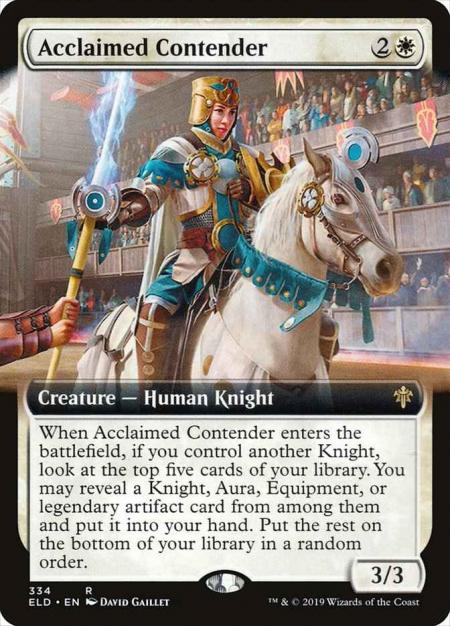 Acclaimed Contender 2
Creature — Human Knight
When Acclaimed Contender enters the
battlefield, if you control another Knight,
look at the top five cards of your library. You
may reveal a Knight, Aura, Equipment, or
legendary artifact card from among them
and put it into your hand. Put the rest on
the bottom of your library in a random
order.
3/3
334 R
ELD • EN DAVID GAILLET
™ & © 2019 Wizards of the Coast